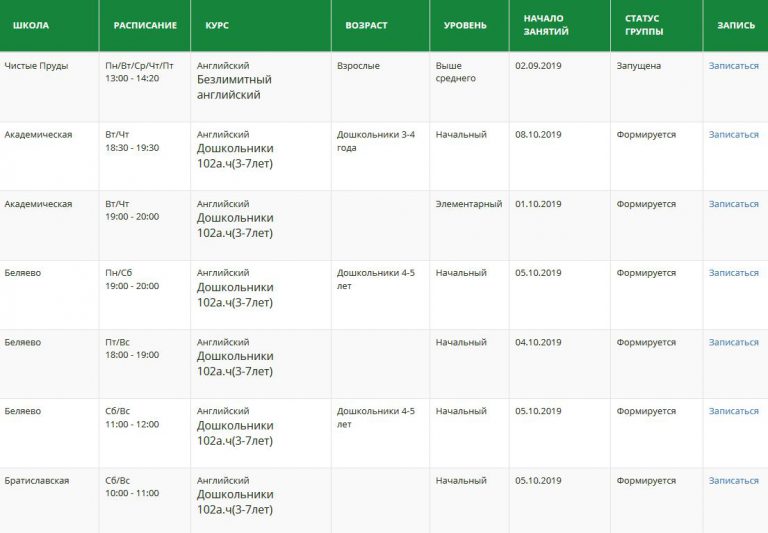 ШКОЛА РАСПИСАНИЕ КУРС ВОЗРАСТ УРОВЕНЬ НАЧАЛО ЗАНЯТИЙ СТАТУС ГРУППЫ ЗАПИСЬ
Чистые Пруды Пн/Вт/Ср/Чт/Пт Английский Взрослые Выше 02.09.2019 Запущена Записаться
13:00 - 14:20 Безлимитный среднего
английский
Академическая Вт/Чт Английский Дошкольники 3-4 Начальный 08.10.2019 Формируется Записаться
18:30 - 19:30 Дошкольники года
102а.ч(3-7лет)
Академическая Вт/Чт Английский Элементарный 01.10.2019 Формируется Записаться
19:00 - 20:00 Дошкольники
102а.ч(3-7лет)
Беляево Пн/Сб Английский Дошкольники 4-5 Начальный 05.10.2019 Формируется Записаться
19:00 - 20:00 Дошкольники лет
102а.ч(3-7лет)
Беляево Пт/Вс Английский Начальный 04.10.2019 Формируется Записаться
18:00 - 19:00 Дошкольники
102а.ч(3-7лет)
Беляево Сб/Вс Английский Дошкольники 4-5 Начальный 05.10.2019 Формируется Записаться
11:00 - 12:00 Дошкольники лет
102а.ч(3-7лет)
Братиславская Сб/Вс Английский Начальный 05.10.2019 Формируется Записаться
10:00 - 11:00 Дошкольники
102а.ч(3-7лет)